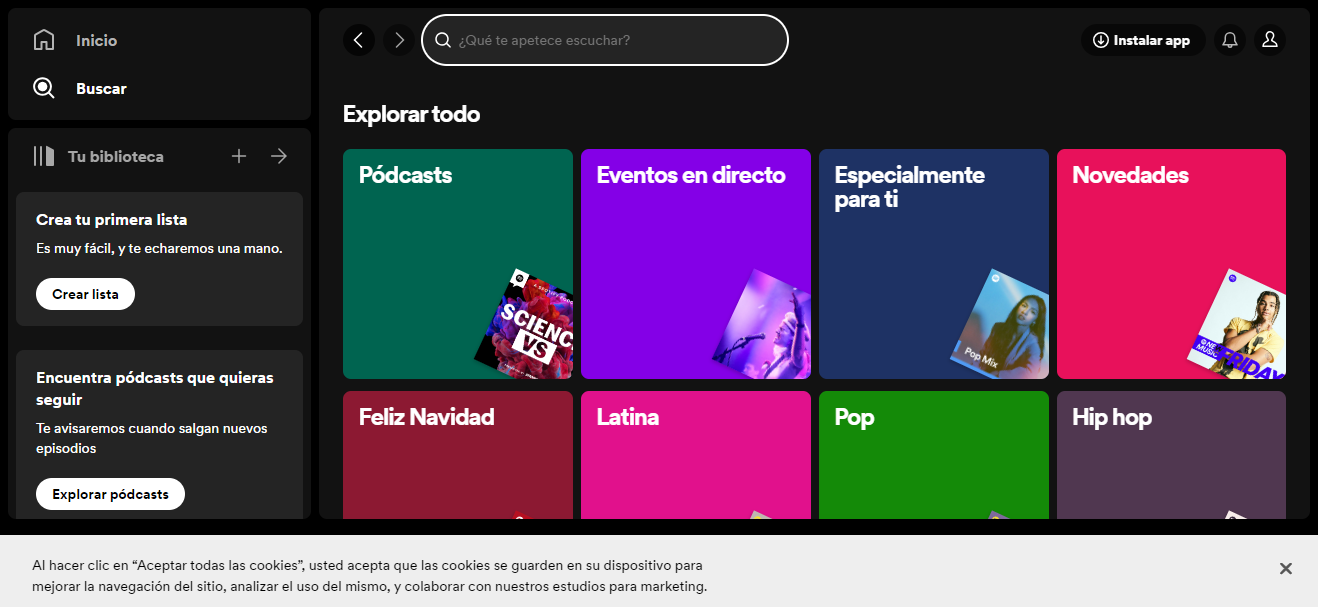 Inicio
Buscar
Tu biblioteca
Crea tu primera lista
Es muy fácil, y te echaremos una mano.
Crear lista
Encuentra pódcasts que quieras
seguir
Te avisaremos cuando salgan nuevos
episodios
Explorar pódcasts
¿Qué te apetece escuchar?
Instalar app
Explorar todo
Pódcasts
SCIENC
VS
Eventos en directo
Especialmente
para ti
Pop Mix
Novedades
ONE
MUSIC
FRIDAY
Feliz Navidad
Latina
Pop
Hip hop
Al hacer clic en “Aceptar todas las cookies”, usted acepta que las cookies se guarden en su dispositivo para
mejorar la navegación del sitio, analizar el uso del mismo, y colaborar con nuestros estudios para marketing.